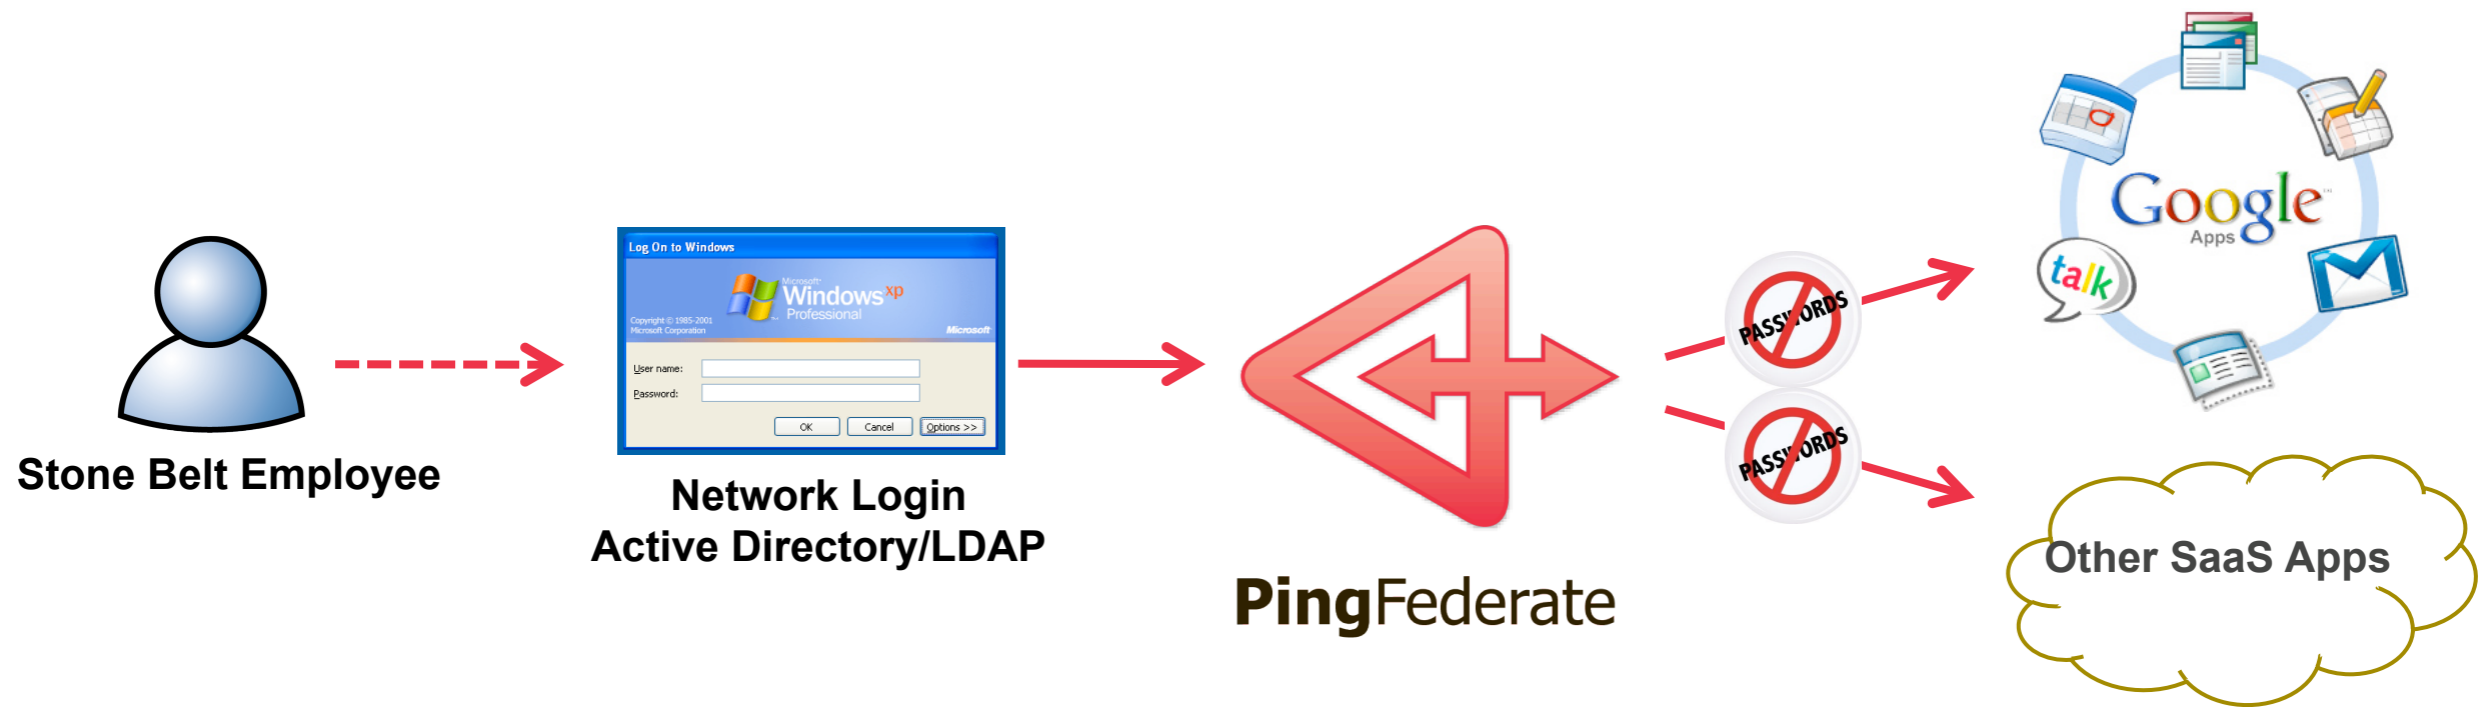 Stone Belt Employee
Log On to Windows
Microsoft
Windows xp
Professional
Copyright © 1985-2001
Microsoft Corporation
Microsoft
User name:
Password:
OK
Cancel
Options >>
Network Login
Active Directory/LDAP
PingFederate
PASSWORDS
PASSWORDS
Google™
Apps
talk
Other SaaS Apps